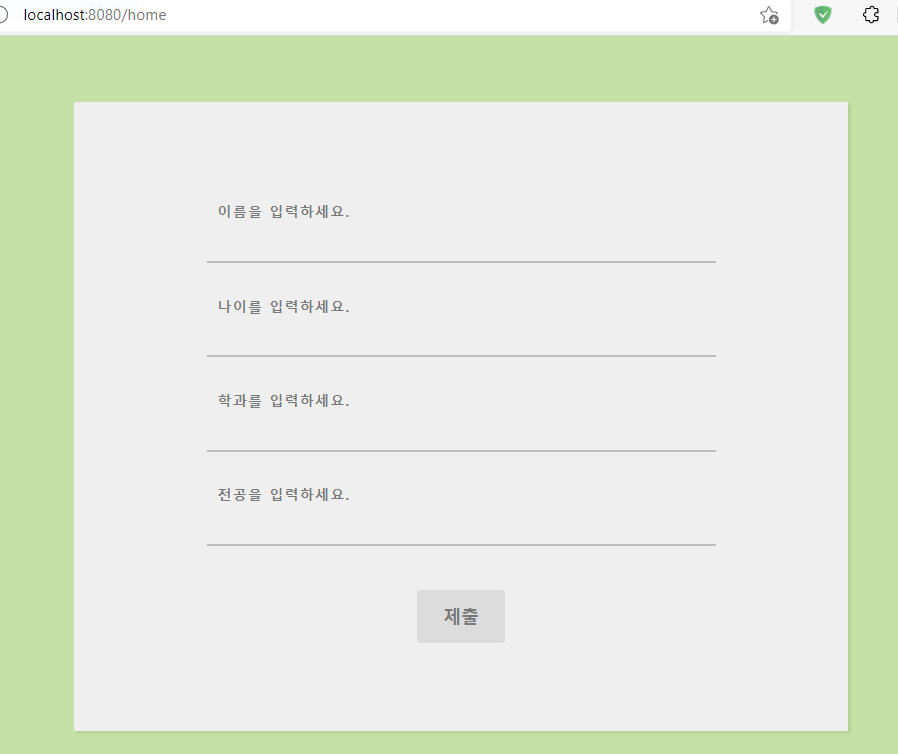 localhost:8080/home
이름을 입력하세요.
나이를 입력하세요.
학과를 입력하세요.
전공을 입력하세요.
제출